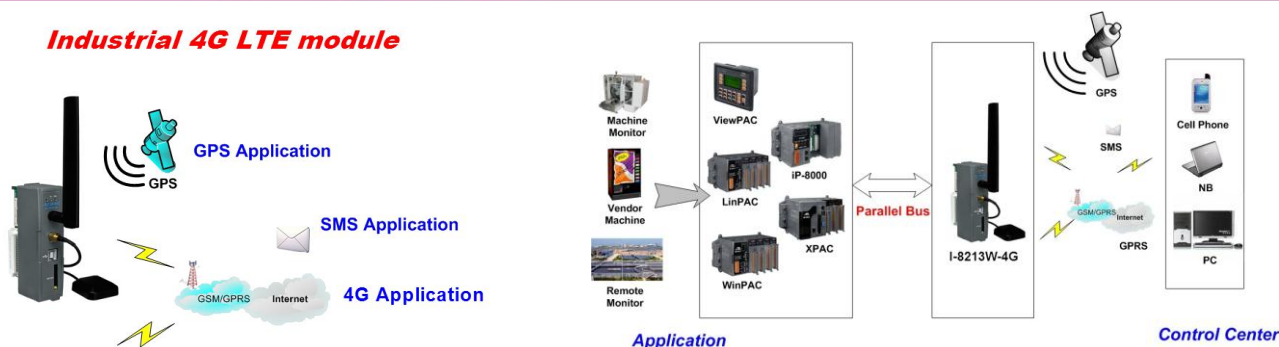 Industrial 4G LTE module
GPS Application
GPS
SMS Application
GSM/GPRS
Internet
4G Application
Machine
Monitor
Vendor
Machine
Remote
Monitor
Application
ViewPAC
iP-8000
LinPAC
XPAC
WinPAC
Parallel Bus
I-8213W-4G
GPS
SMS
GSM/GPRS
Internet
GPRS
Cell Phone
NB
PC
Control Center